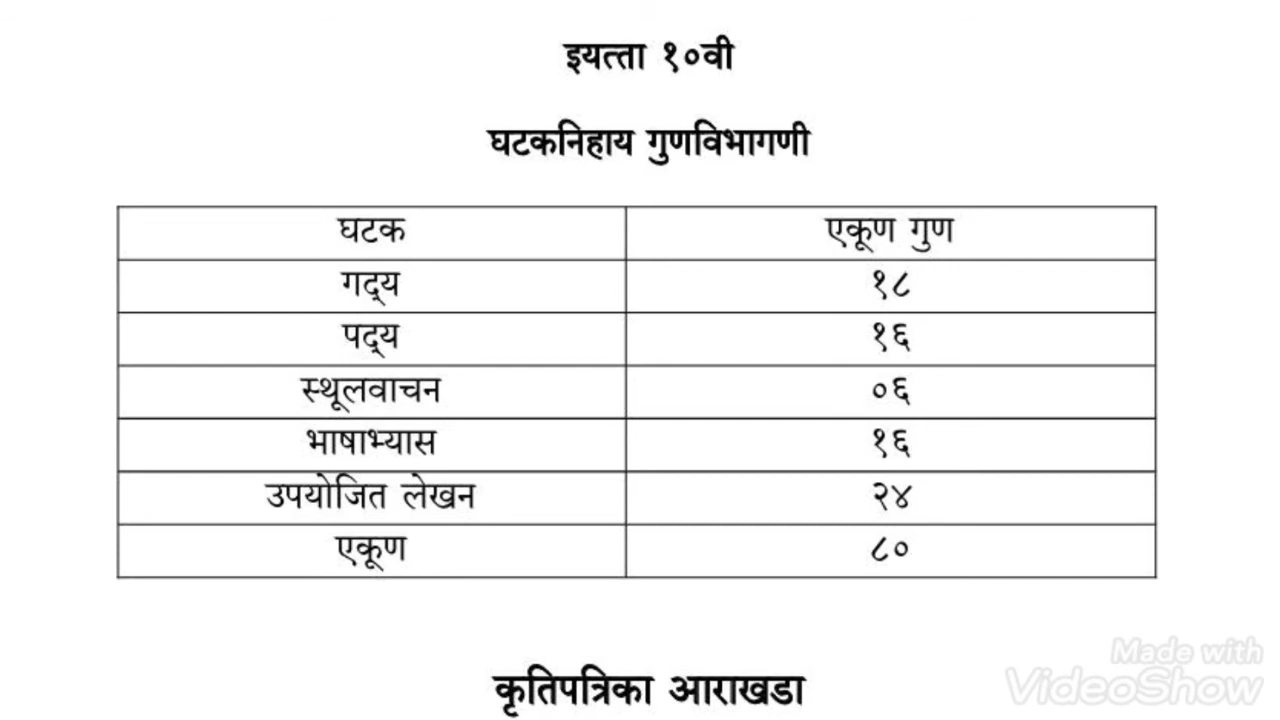 इयत्ता १०वी
घटकनिहाय गुणविभागणी
घटक एकूण गुण
गद्‌य १८
पद्‌य १६
स्थूलवाचन ०६
भाषाभ्यास १६
उपयोजित लेखन २४
एकूण ८०
कृतिपत्रिका आराखडा
Made with
VideoShow